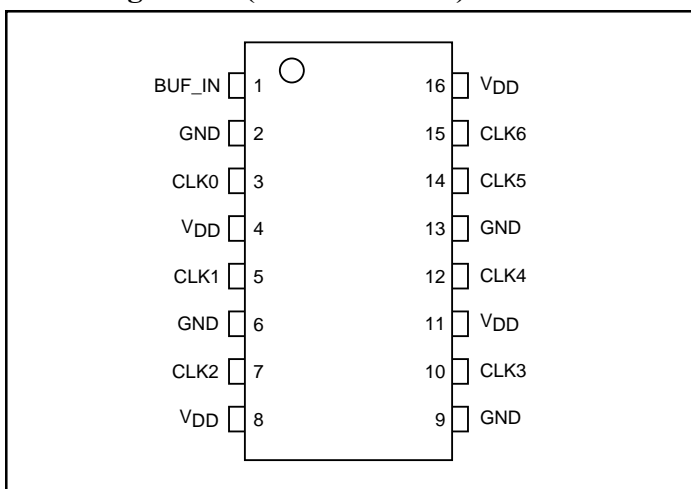 BUF_IN 1 16 VDD
GND 2 15 CLK6
CLK0 3 14 CLK5
VDD 4 13 GND
CLK1 5 12 CLK4
GND 6 11 VDD
CLK2 7 10 CLK3
VDD 8 9 GND